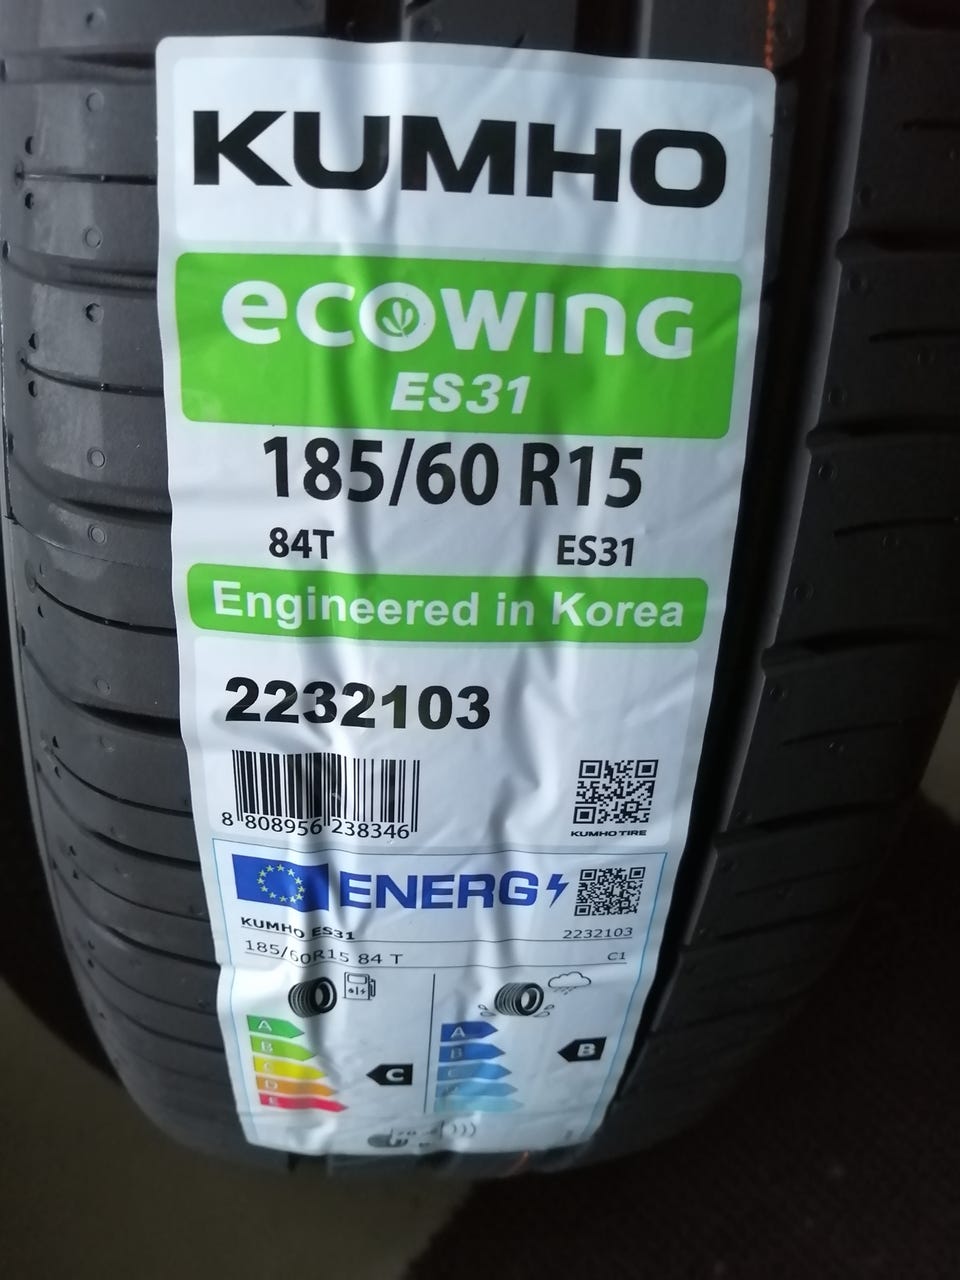 KUMHO
ecowing
ES31
185/60 R15
84T ES31
Engineered in Korea
2232103
8 808956 238346
KUMHO TIRE
ENERG
KUMHO ES31 2232103
185/60R15 84 T C1
A A
B B B
C C C
D
E